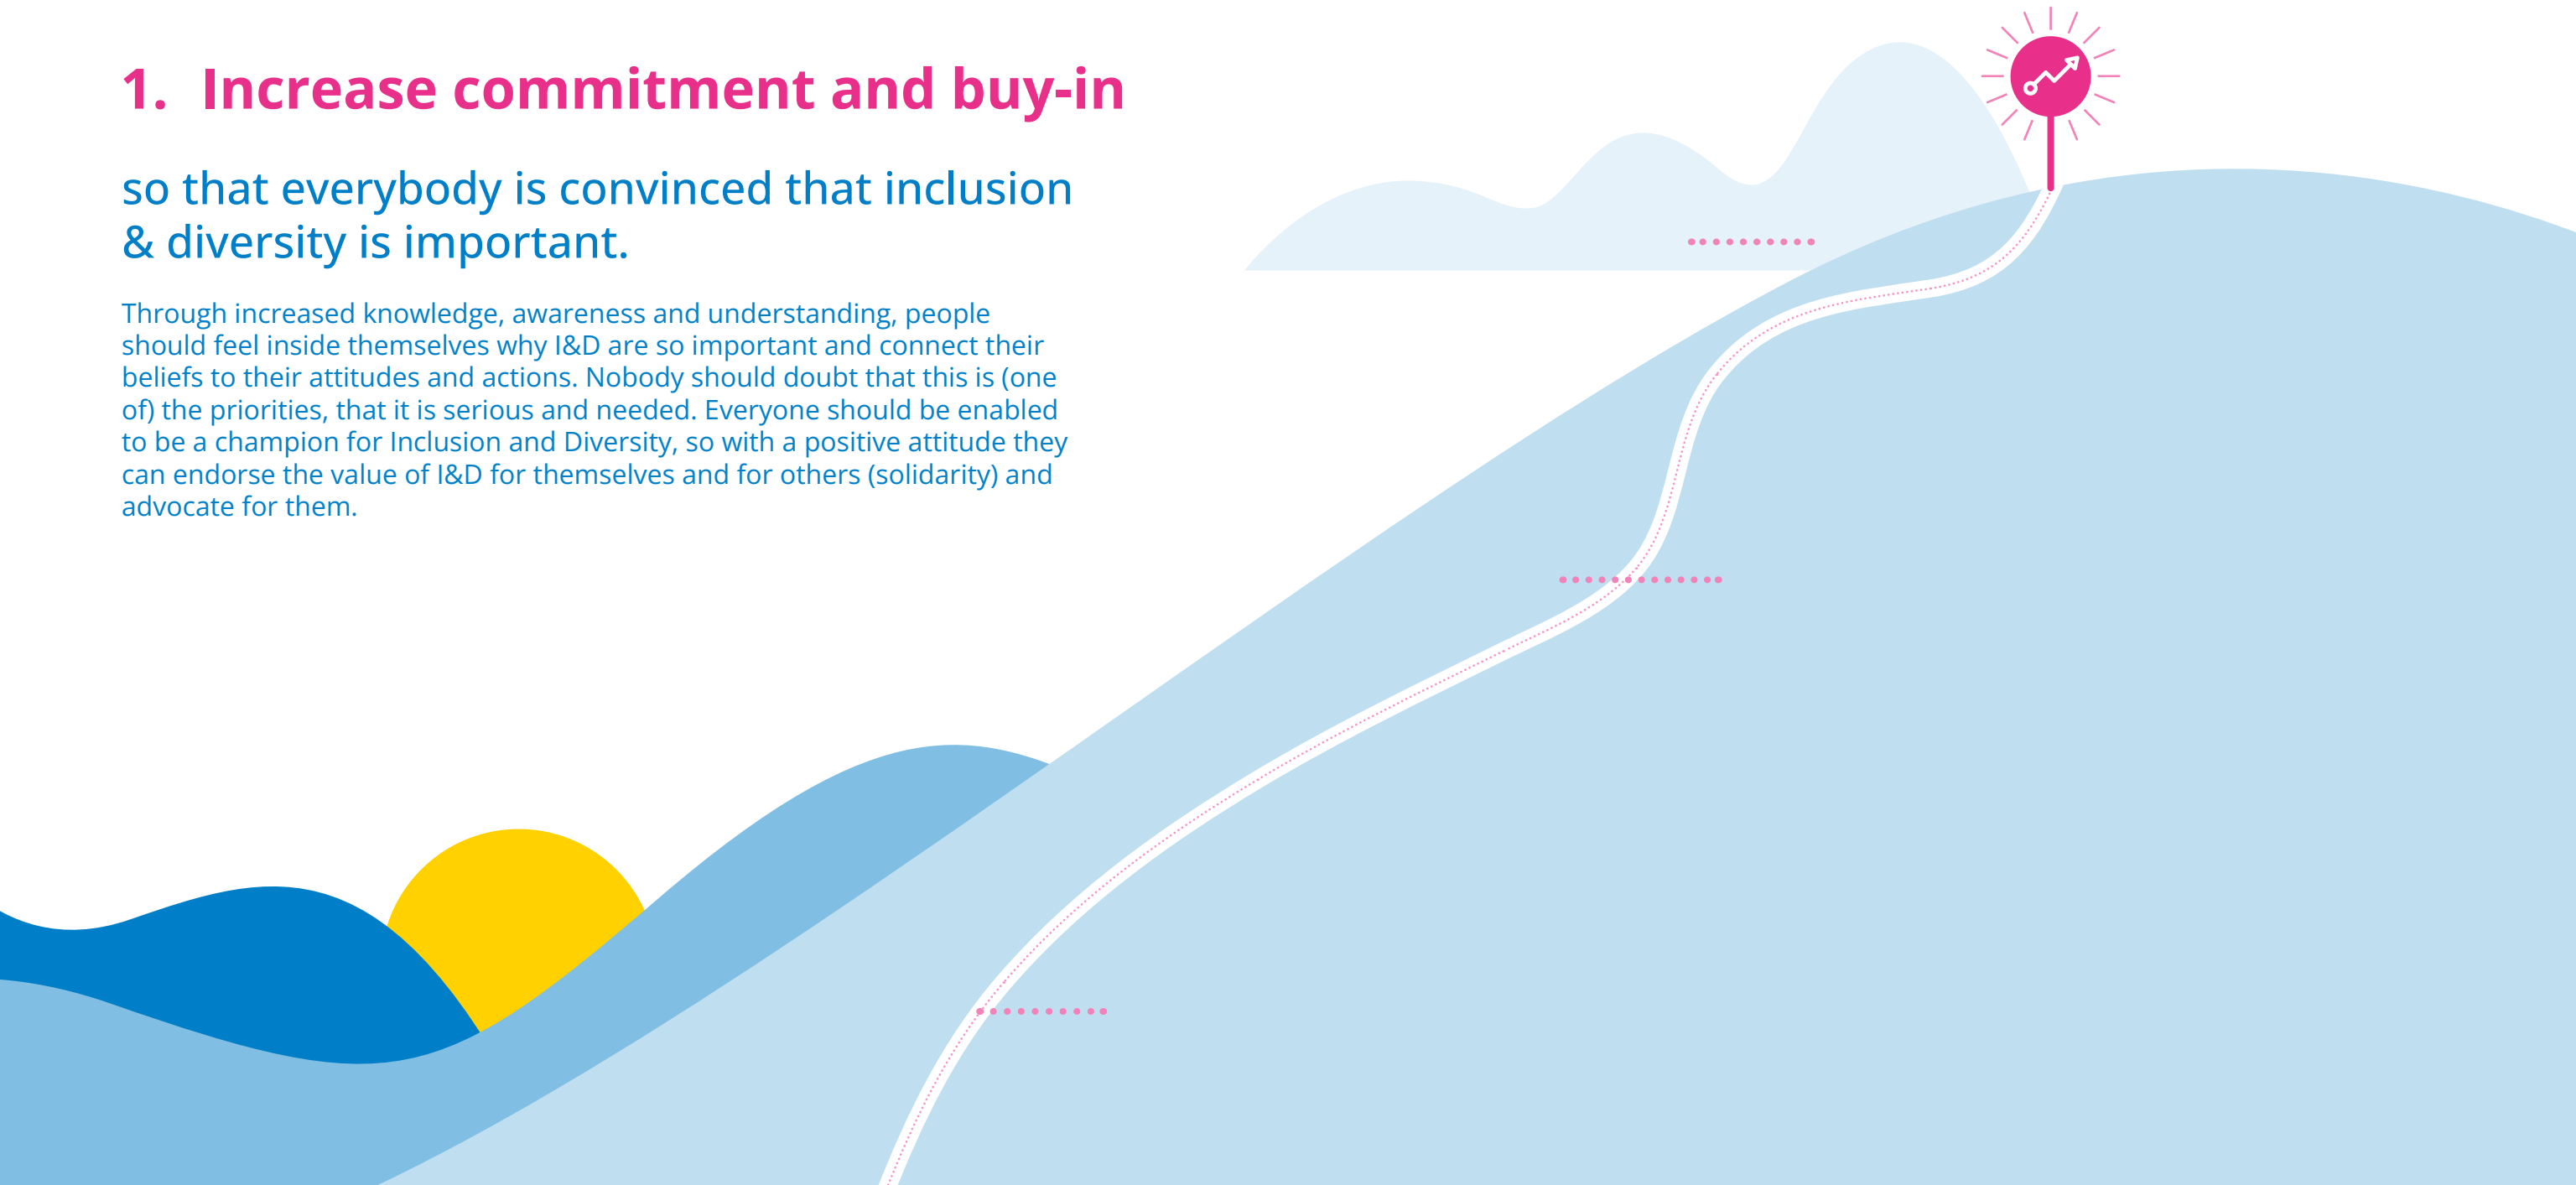 1. Increase commitment and buy-in
so that everybody is convinced that inclusion
& diversity is important.
Through increased knowledge, awareness and understanding, people
should feel inside themselves why I&D are so important and connect their
beliefs to their attitudes and actions. Nobody should doubt that this is (one
of) the priorities, that it is serious and needed. Everyone should be enabled
to be a champion for Inclusion and Diversity, so with a positive attitude they
can endorse the value of I&D for themselves and for others (solidarity) and
advocate for them.